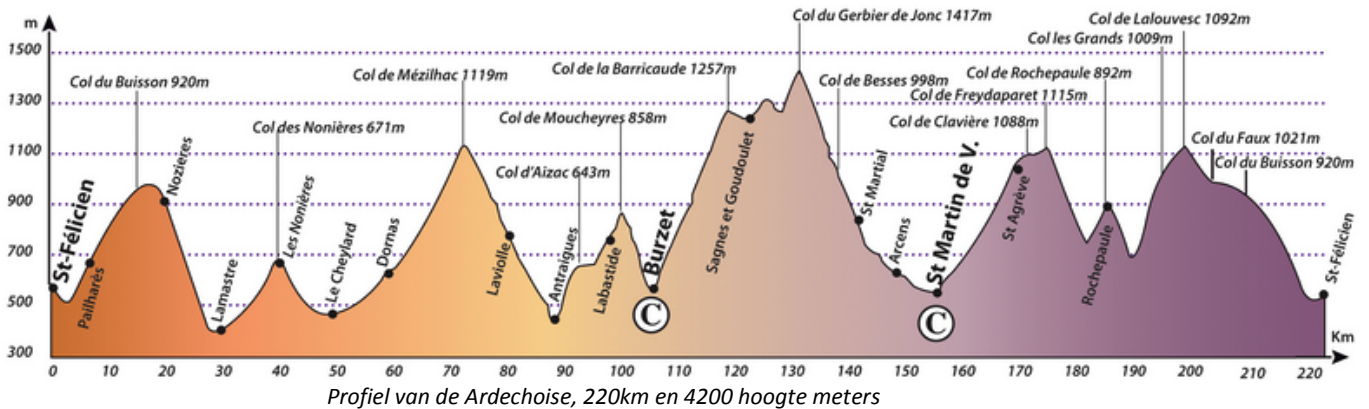 m
1500
1300
1100
900
700
500
300
Col du Buisson 920m
Col des Nonières 671m
Col de Mézilhac 1119m
Col d'Aizac 643m
Col de Moucheyres 858m
Col de la Barricaude 1257m
Col du Gerbier de Jonc 1417m
Col de Besses 998m
Col de Clavière 1088m
Col de Freydaparet 1115m
Col de Rochepaule 892m
Col les Grands 1009m
Col de Lalouvesc 1092m
Col du Faux 1021m
Col du Buisson 920m
St-Félicien
Pailharès
Nozieres
Lamastre
Les Nonières
Le Cheylard
Dornas
Laviolle
Antraigues
Labastide
Burzet
C
Sagnes et Goudoulet
St Martial
Arcens
St Martin de V.
C
St Agrève
Rochepaule
St-Félicien
Km
0 10 20 30 40 50 60 70 80 90 100 110 120 130 140 150 160 170 180 190 200 210 220
Profiel van de Ardechoise, 220km en 4200 hoogte meters